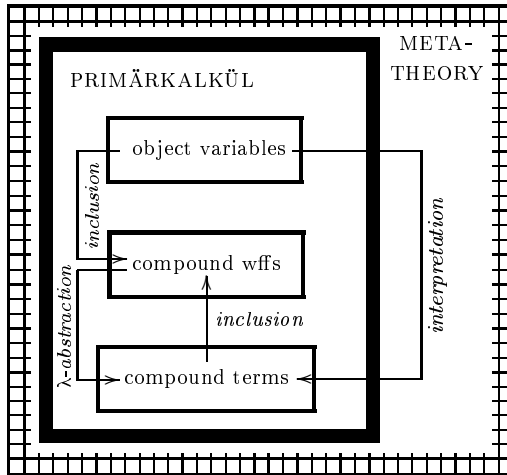 META-
THEORY
PRIMÄRKALKÜL
object variables
inclusion
compound wffs
λ-abstraction
inclusion
compound terms
interpretation